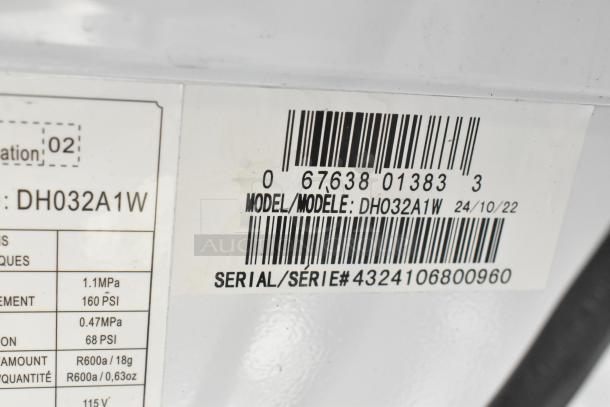 02
ation
: DH032A1W
NS
QUES
1.1MPa
EMENT
160 PSI
0.47MPa
ON
68 PSI
AMOUNT
R600a / 18g
/QUANTITÉ
R600a / 0,63oz
115 V
0 67638 01383 3
MODEL/MODÈLE: DH032A1W 24/10/22
SERIAL/SÉRIE# 4324106800960